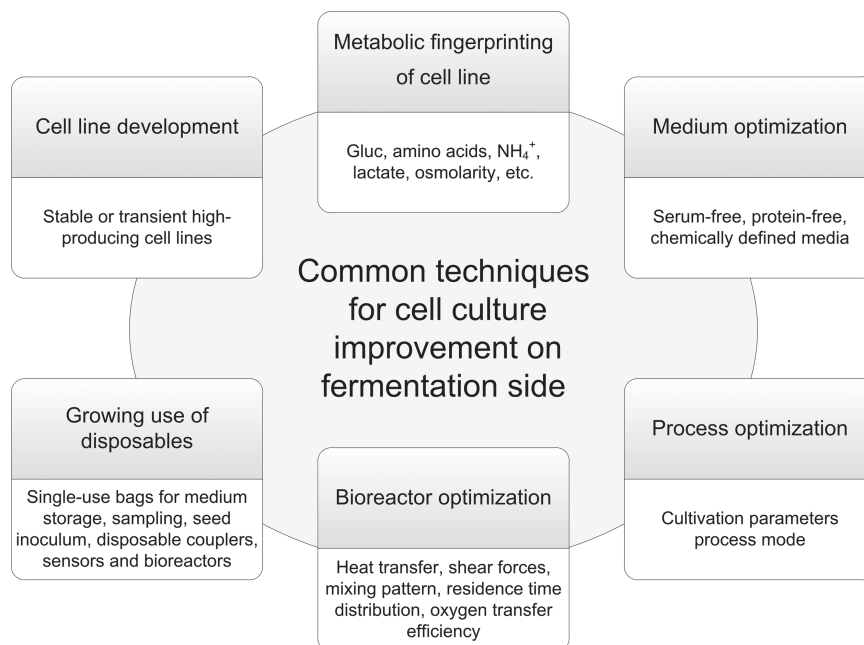 Metabolic fingerprinting
of cell line
Gluc, amino acids, NH₄⁺,
lactate, osmolarity, etc.
Cell line development
Stable or transient high-
producing cell lines
Medium optimization
Serum-free, protein-free,
chemically defined media
Common techniques
for cell culture
improvement on
fermentation side
Growing use of
disposables
Single-use bags for medium
storage, sampling, seed
inoculum, disposable couplers,
sensors and bioreactors
Bioreactor optimization
Heat transfer, shear forces,
mixing pattern, residence time
distribution, oxygen transfer
efficiency
Process optimization
Cultivation parameters
process mode